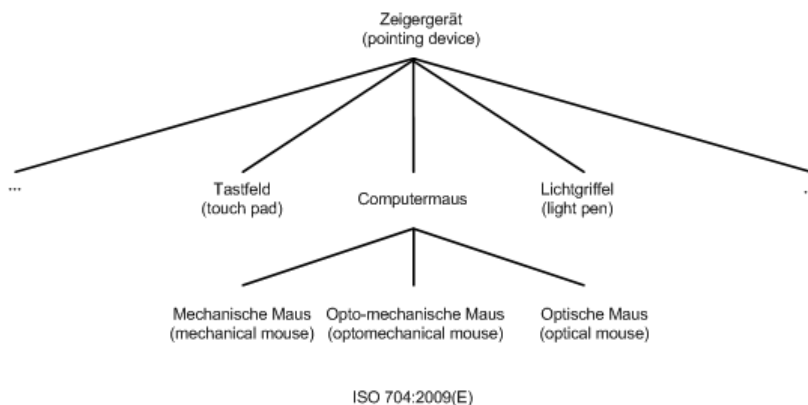 Zeigergerät
(pointing device)
...
Tastfeld
(touch pad)
Computermaus
Lichtgriffel
(light pen)
.
Mechanische Maus
(mechanical mouse)
Opto-mechanische Maus
(optomechanical mouse)
Optische Maus
(optical mouse)
ISO 704:2009(E)